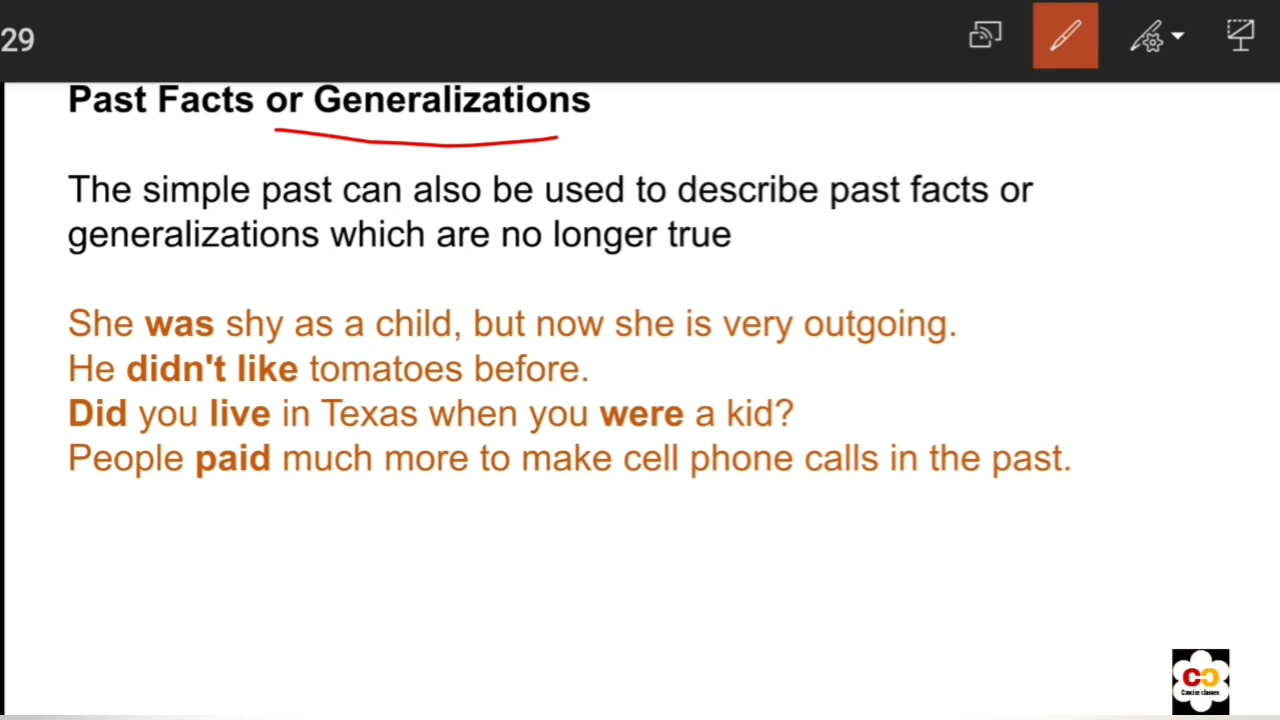 29
Past Facts or Generalizations
The simple past can also be used to describe past facts or
generalizations which are no longer true
She was shy as a child, but now she is very outgoing.
He didn't like tomatoes before.
Did you live in Texas when you were a kid?
People paid much more to make cell phone calls in the past.
CC
Concise classes